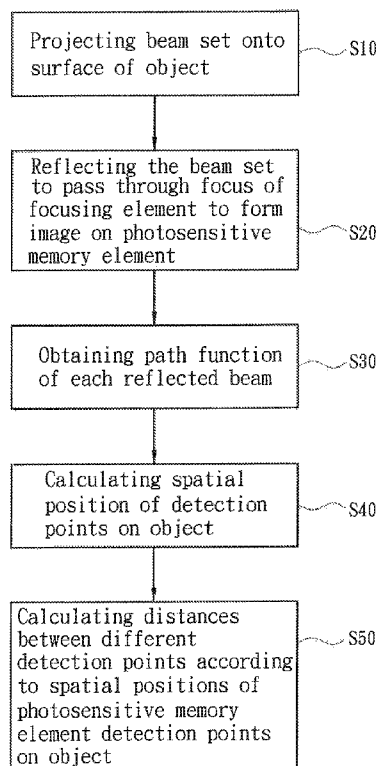 Projecting beam set onto
surface of object
S10
Reflecting the beam set
to pass through focus of
focusing element to form
image on photosensitive
memory element
S20
Obtaining path function
of each reflected beam
S30
Calculating spatial
position of detection
points on object
S40
Calculating distances
between different
detection points according
to spatial positions of
photosensitive memory
element detection points
on object
S50